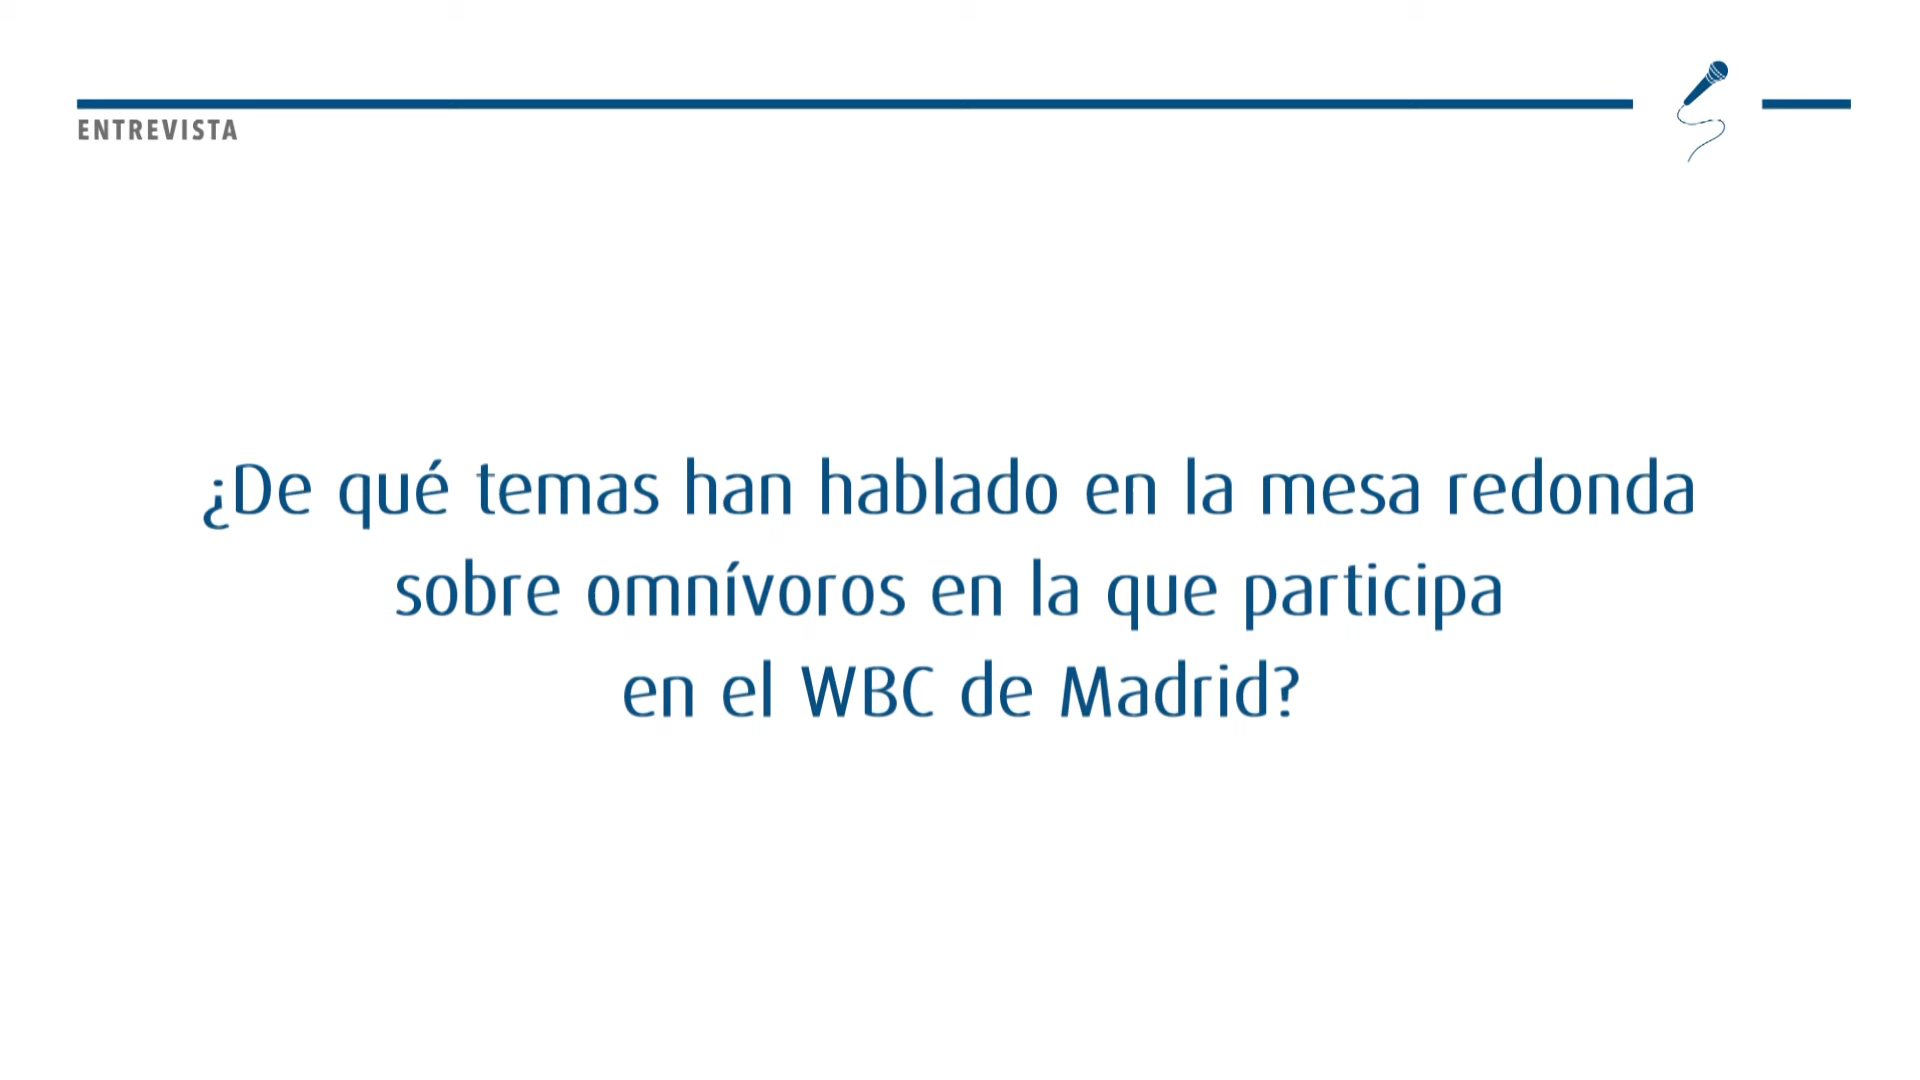 ENTREVISTA
¿De qué temas han hablado en la mesa redonda
sobre omnívoros en la que participa
en el WBC de Madrid?